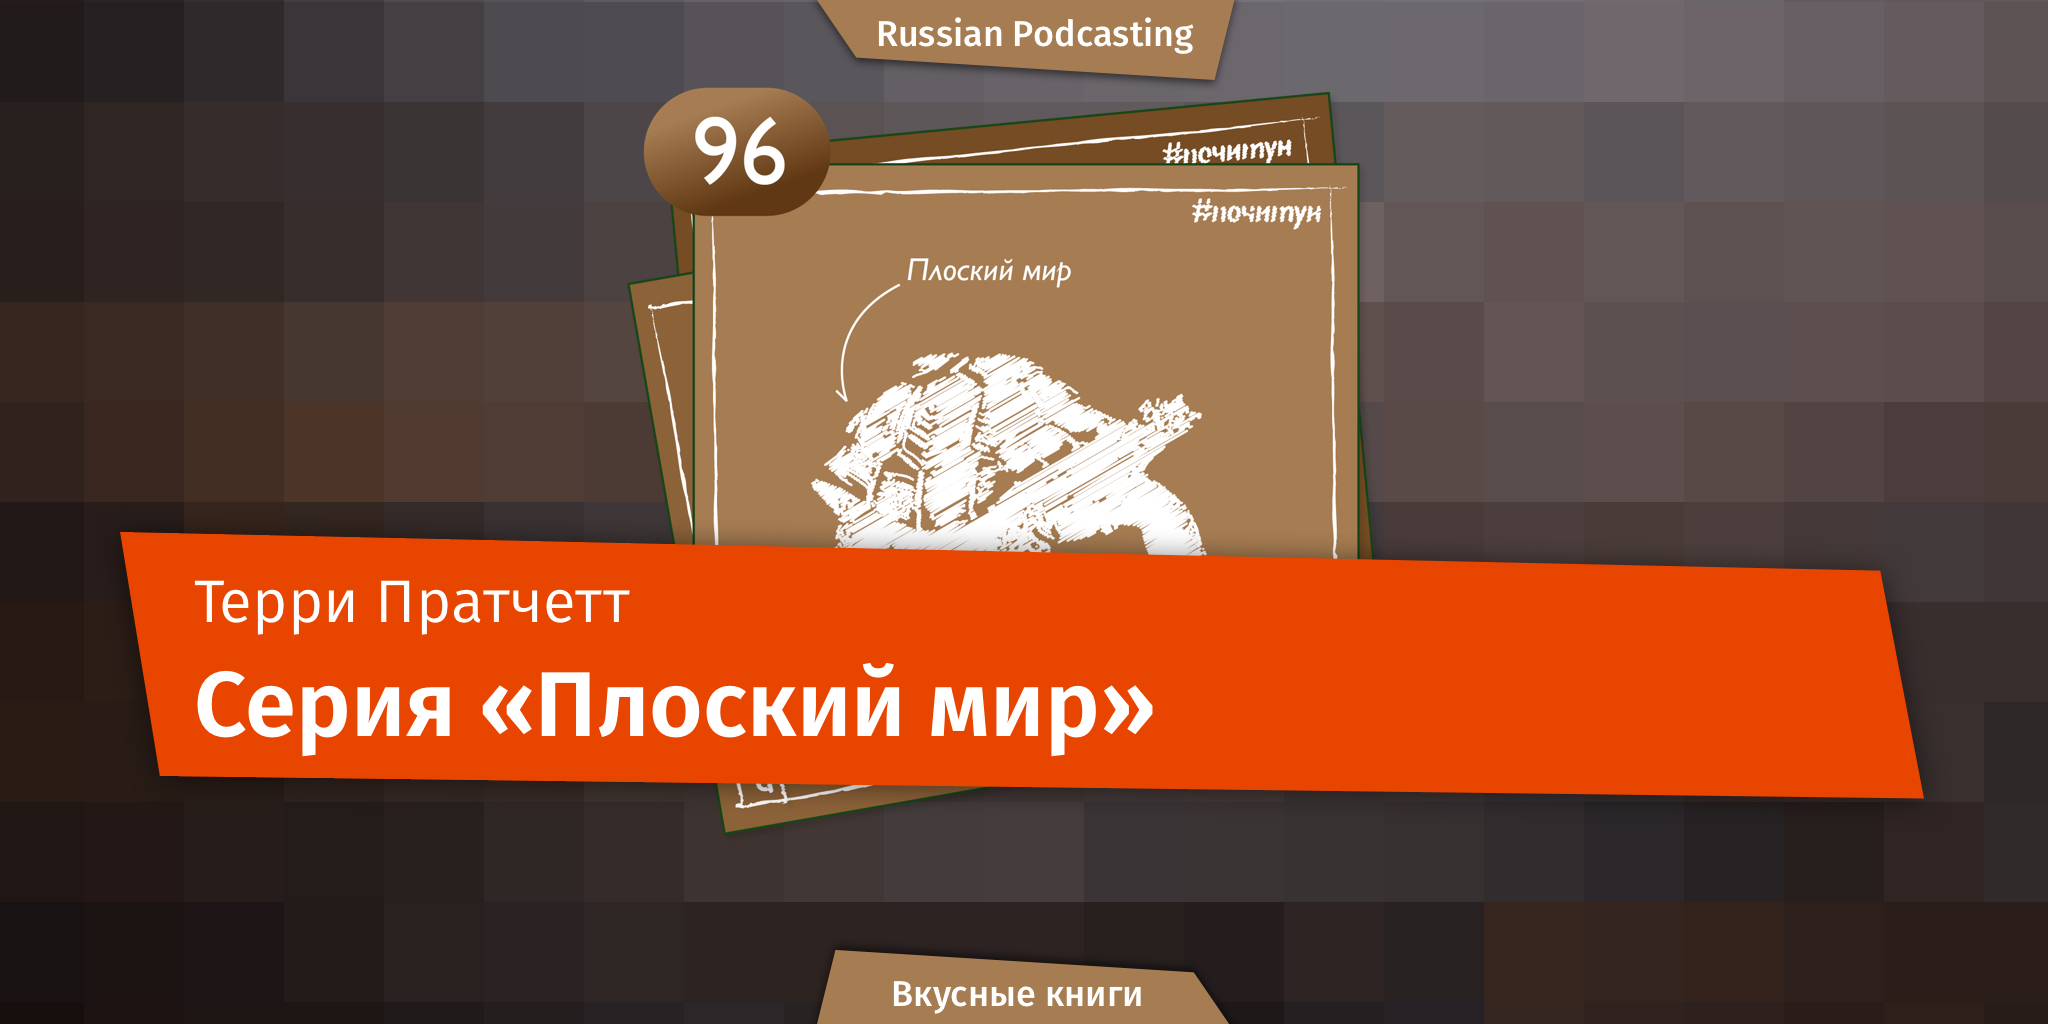 Russian Podcasting
96
#почитун
#почитун
Плоский мир
Терри Пратчетт
Серия «Плоский мир»
Вкусные книги